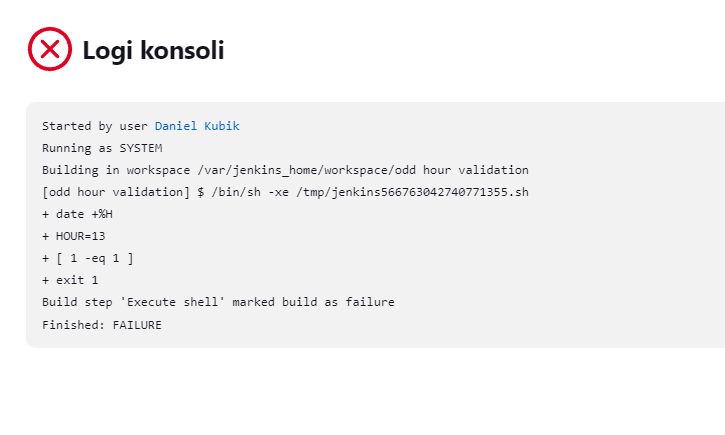 Logi konsoli
Started by user Daniel Kubik
Running as SYSTEM
Building in workspace /var/jenkins_home/workspace/odd hour validation
[odd hour validation] $ /bin/sh -xe /tmp/jenkins566763042740771355.sh
+ date +%H
+ HOUR=13
+ [ 1 -eq 1 ]
+ exit 1
Build step 'Execute shell' marked build as failure
Finished: FAILURE